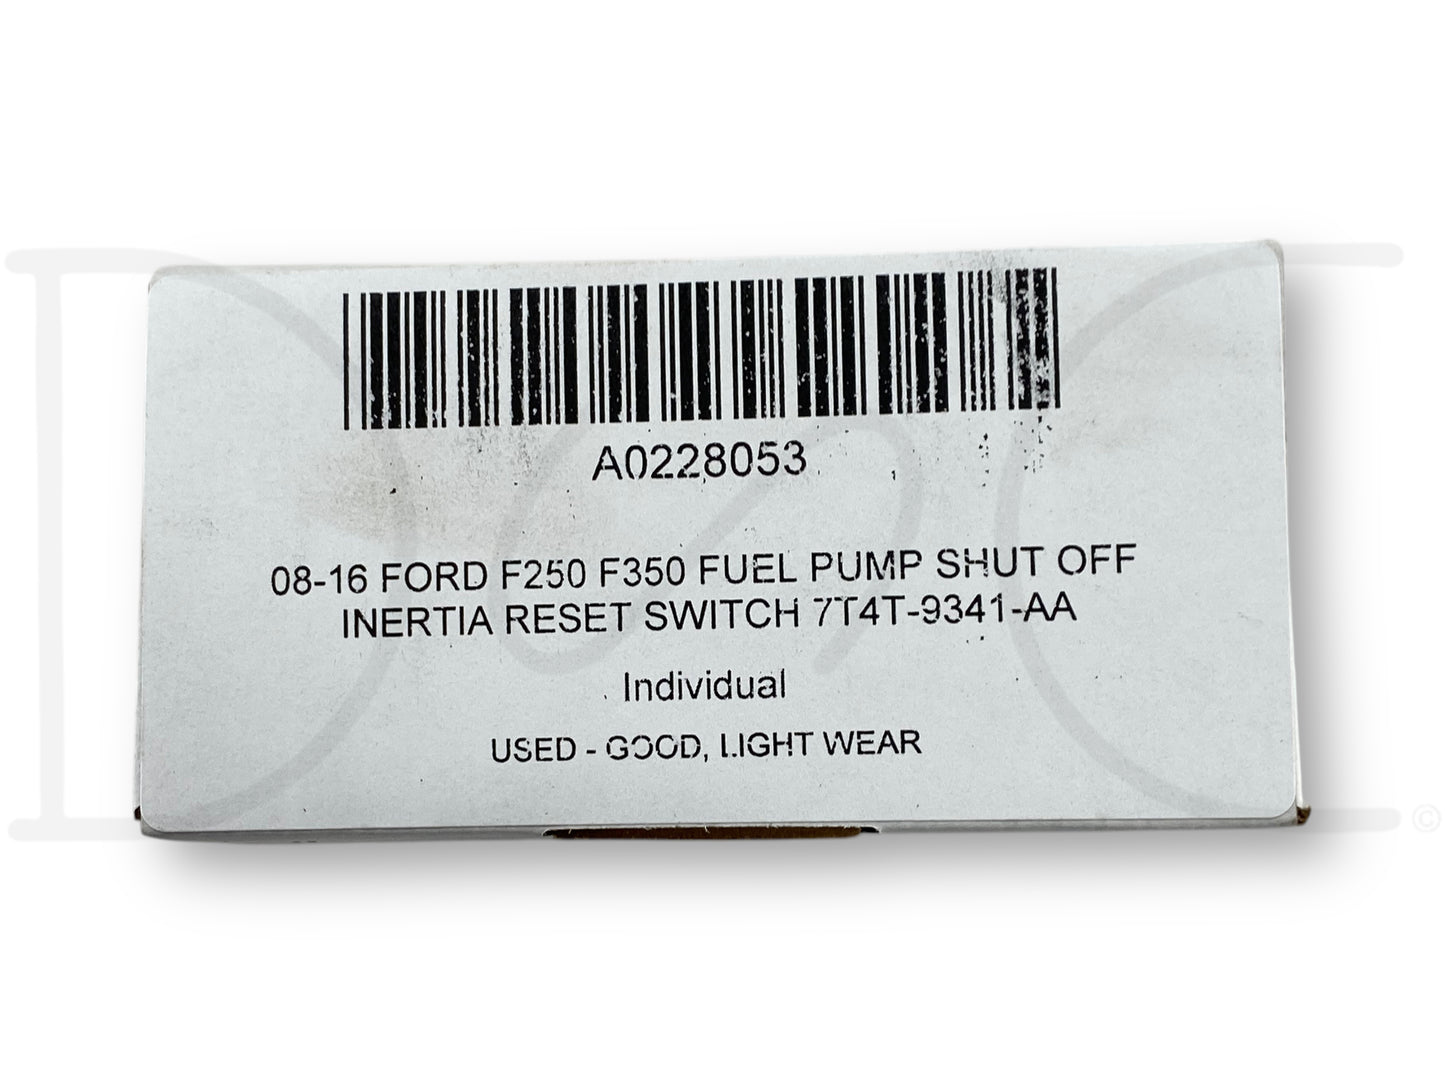 A0228053
08-16 FORD F250 F350 FUEL PUMP SHUT OFF
INERTIA RESET SWITCH 7T4T-9341-AA
Individual
USED - GOOD, LIGHT WEAR
©